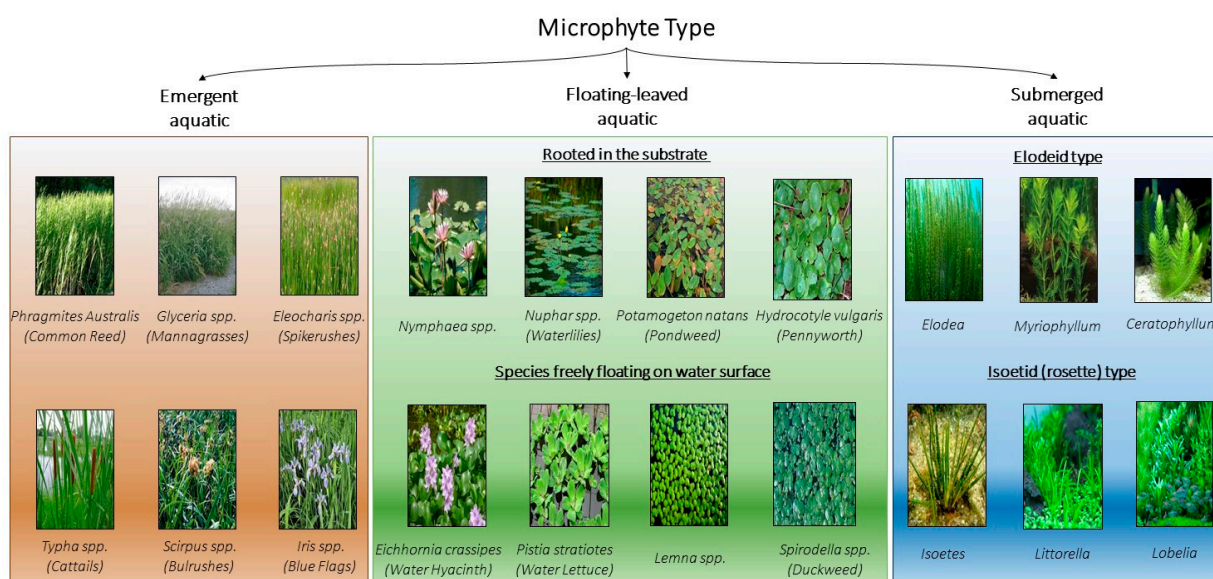 Microphyte Type
Emergent
aquatic
Floating-leaved
aquatic
Submerged
aquatic
Phragmites Australis
(Common Reed)
Glyceria spp.
(Mannagrasses)
Eleocharis spp.
(Spikerushes)
Typha spp.
(Cattails)
Scirpus spp.
(Bulrushes)
Iris spp.
(Blue Flags)
Rooted in the substrate
Nymphaea spp.
Nuphar spp.
(Waterlilies)
Potamogeton natans
(Pondweed)
Hydrocotyle vulgaris
(Pennyworth)
Species freely floating on water surface
Eichhornia crassipes
(Water Hyacinth)
Pistia stratiotes
(Water Lettuce)
Lemna spp.
Spirodella spp.
(Duckweed)
Elodeid type
Elodea
Myriophyllum
Ceratophyllum
Isoetid (rosette) type
Isoetes
Littorella
Lobelia